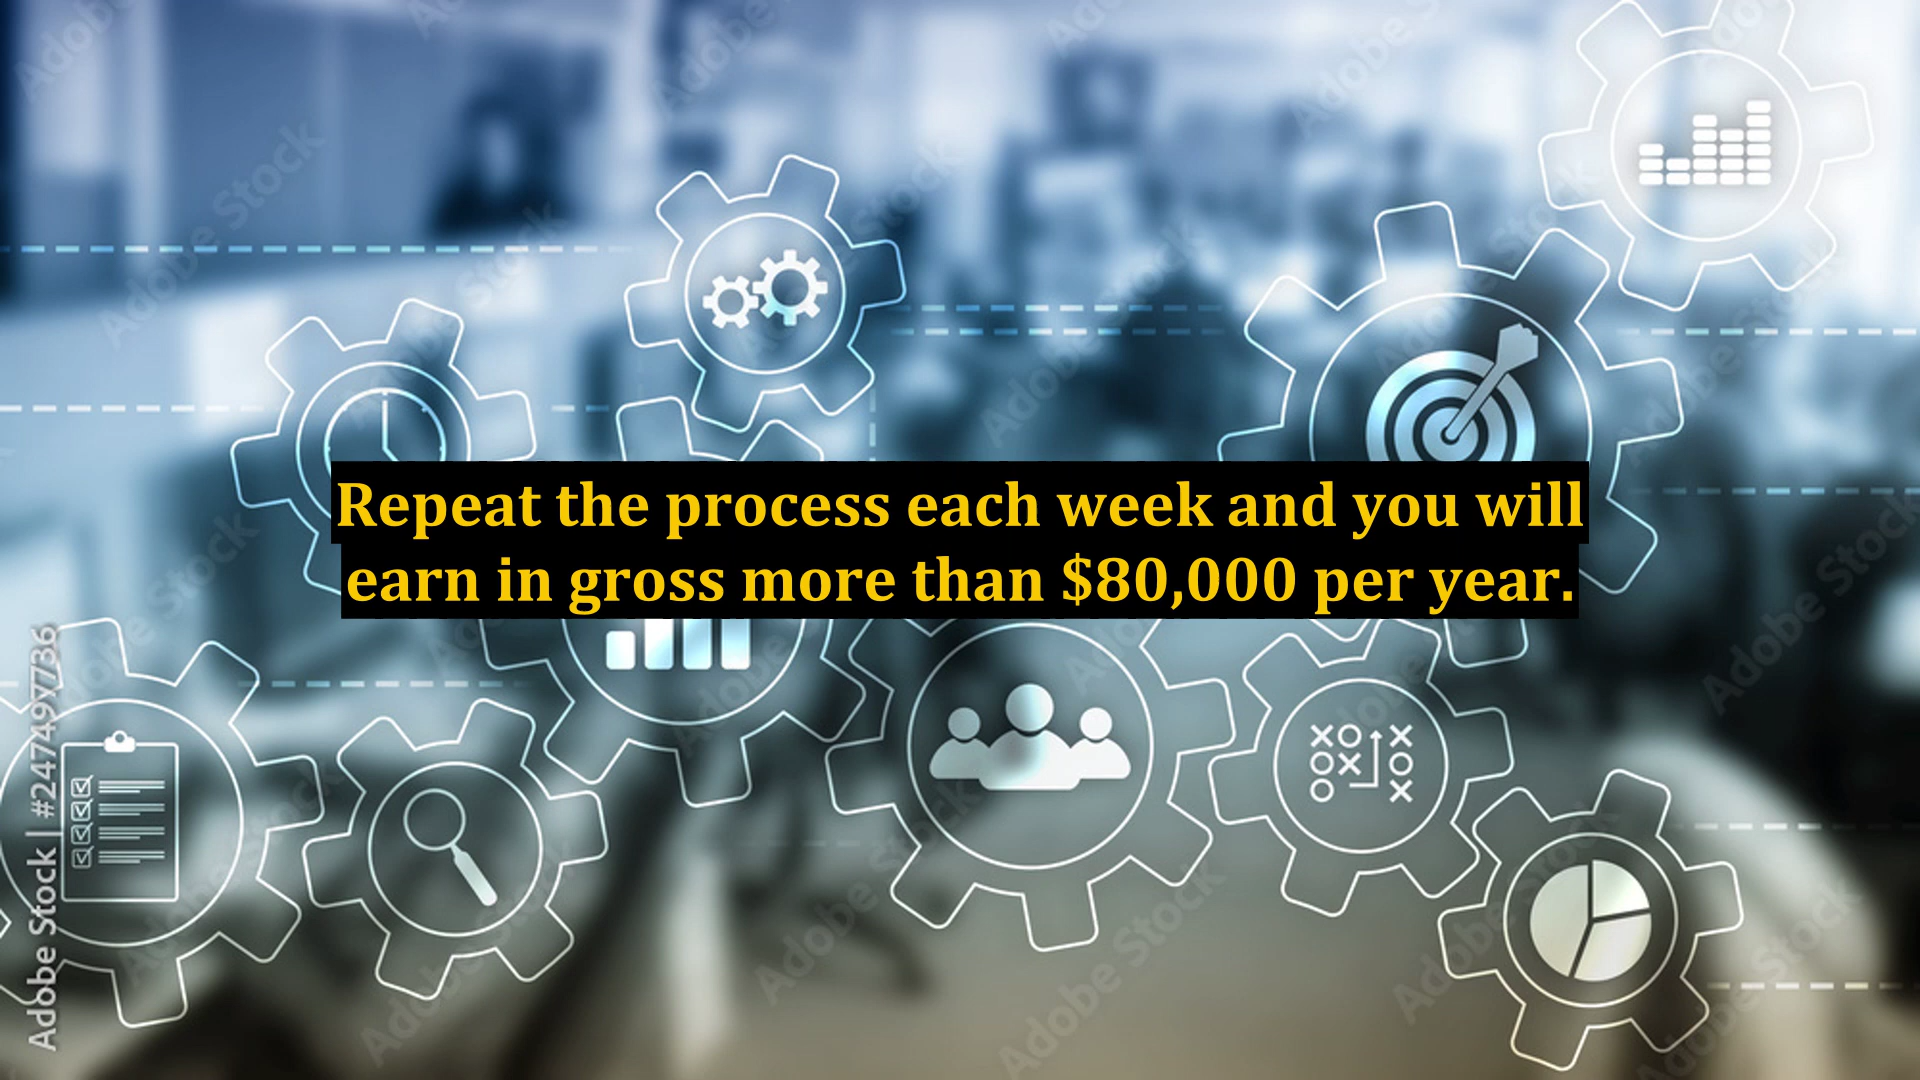 Repeat the process each week and you will
earn in gross more than $80,000 per year.
Adobe Stock | #247497736